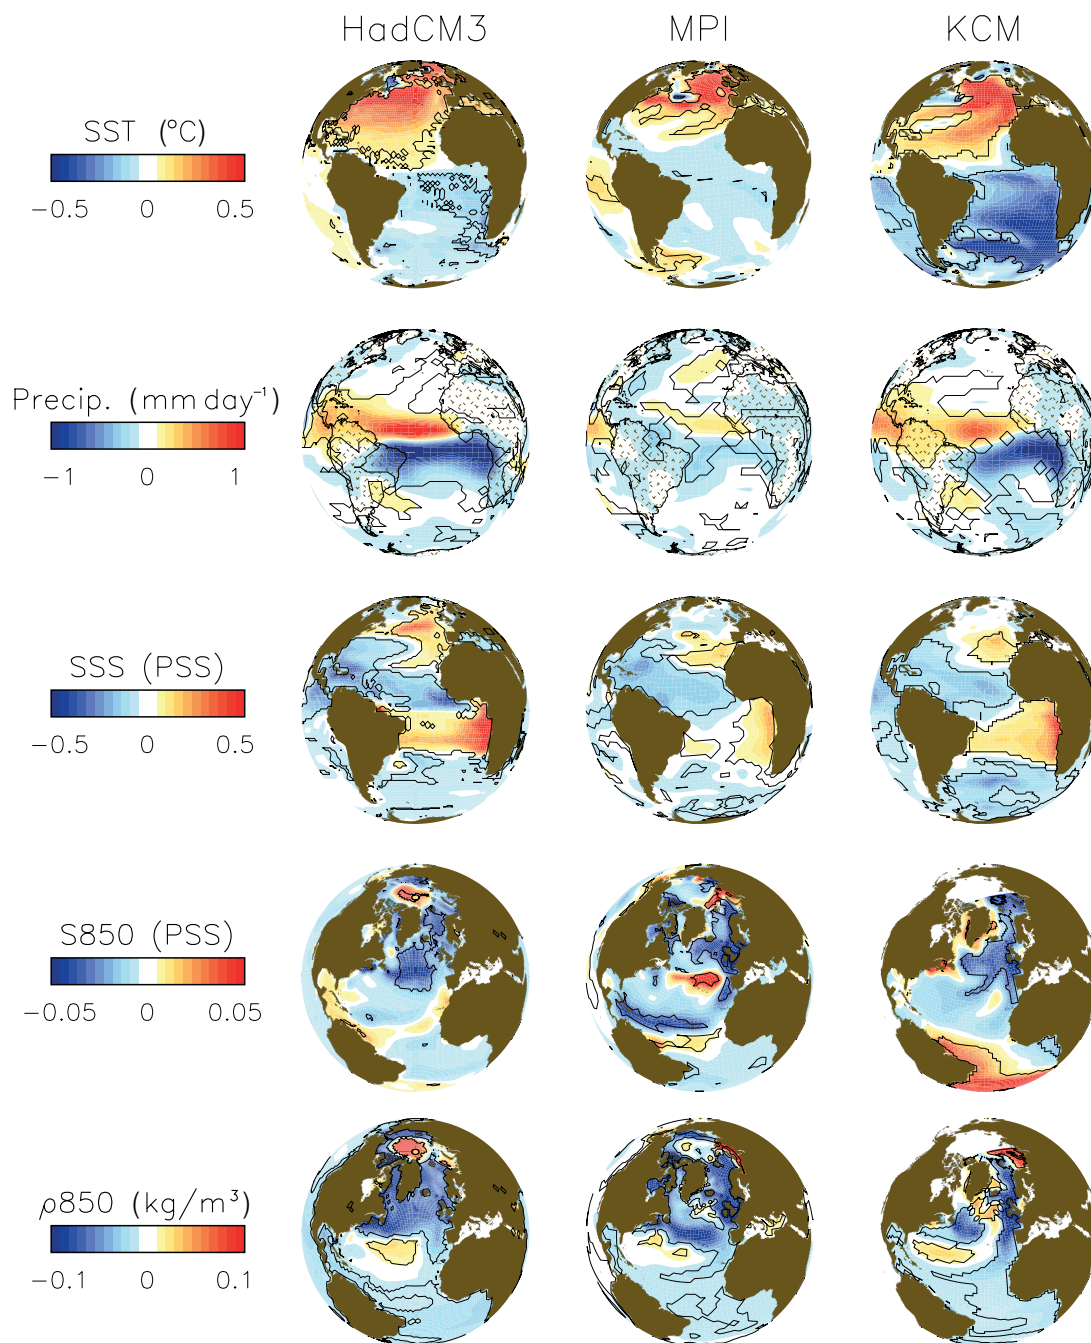 HadCM3 MPI KCM
SST (°C)
−0.5 0 0.5
Precip. (mm day⁻¹)
−1 0 1
SSS (PSS)
−0.5 0 0.5
S850 (PSS)
−0.05 0 0.05
ρ850 (kg/m³)
−0.1 0 0.1